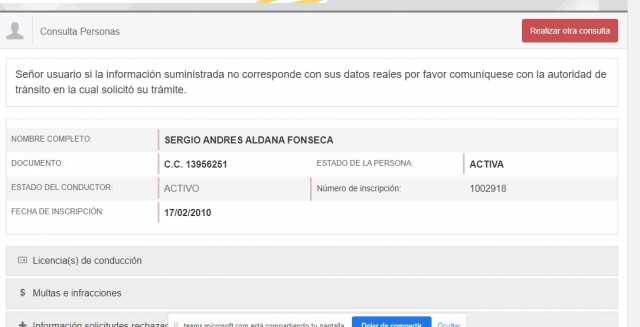 Consulta Personas
Realizar otra consulta
Señor usuario si la información suministrada no corresponde con sus datos reales por favor comuníquese con la autoridad de
tránsito en la cual solicitó su trámite.
NOMBRE COMPLETO: SERGIO ANDRES ALDANA FONSECA
DOCUMENTO: C.C. 13956251 ESTADO DE LA PERSONA: ACTIVA
ESTADO DEL CONDUCTOR: ACTIVO Número de inscripción: 1002918
FECHA DE INSCRIPCIÓN: 17/02/2010
Licencia(s) de conducción
$ Multas e infracciones
Información solicitudes rechazad
teams.microsoft.com está compartiendo tu pantalla. Dejar de compartir Ocultar